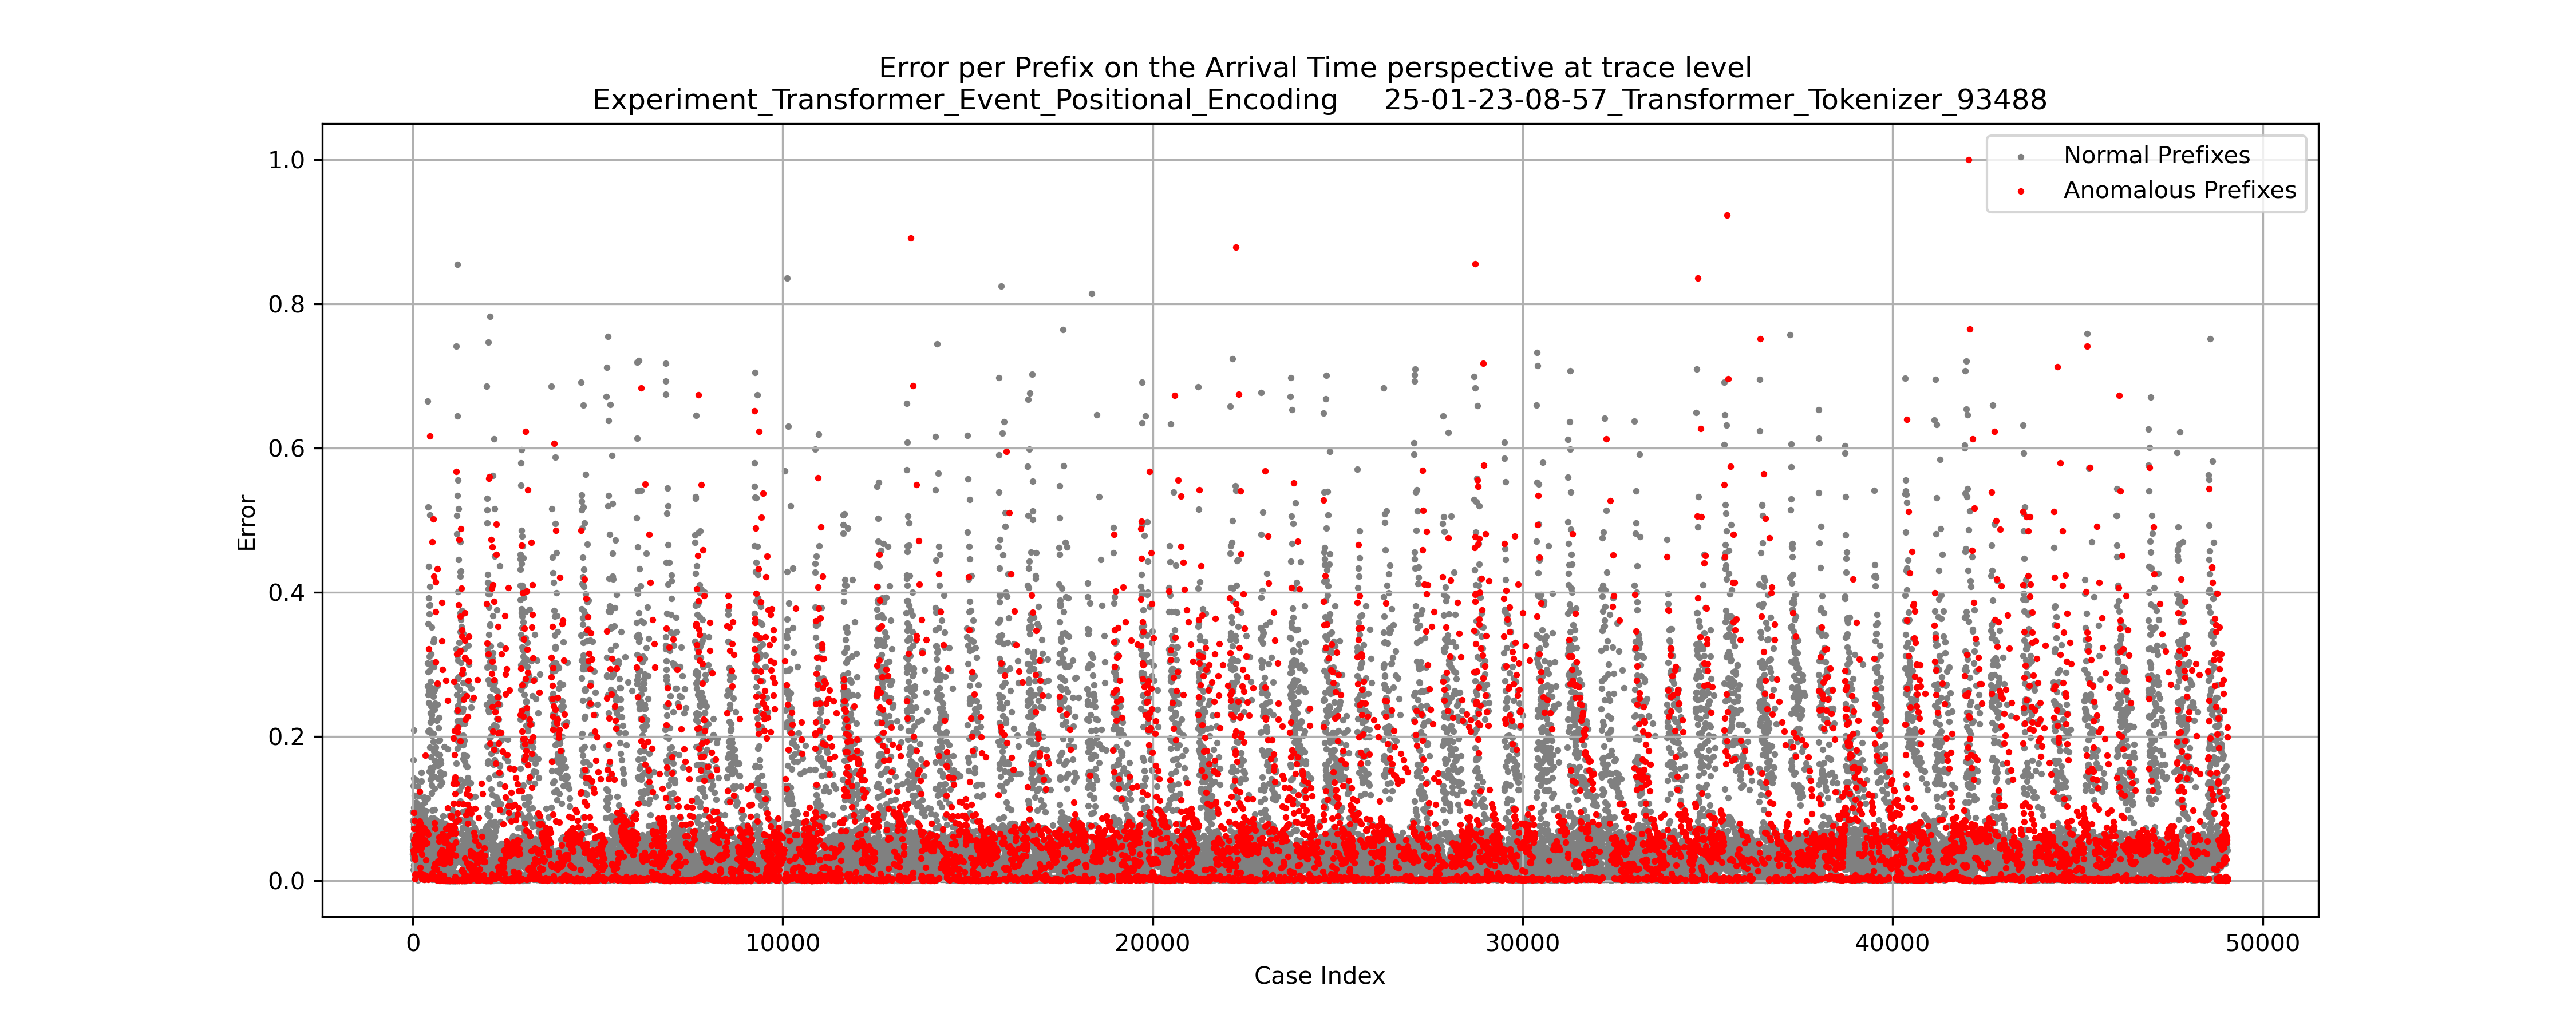 Error per Prefix on the Arrival Time perspective at trace level
Experiment_Transformer_Event_Positional_Encoding 25-01-23-08-57_Transformer_Tokenizer_93488
Normal Prefixes
Anomalous Prefixes
Error
1.0
0.8
0.6
0.4
0.2
0.0
0 10000 20000 30000 40000 50000
Case Index